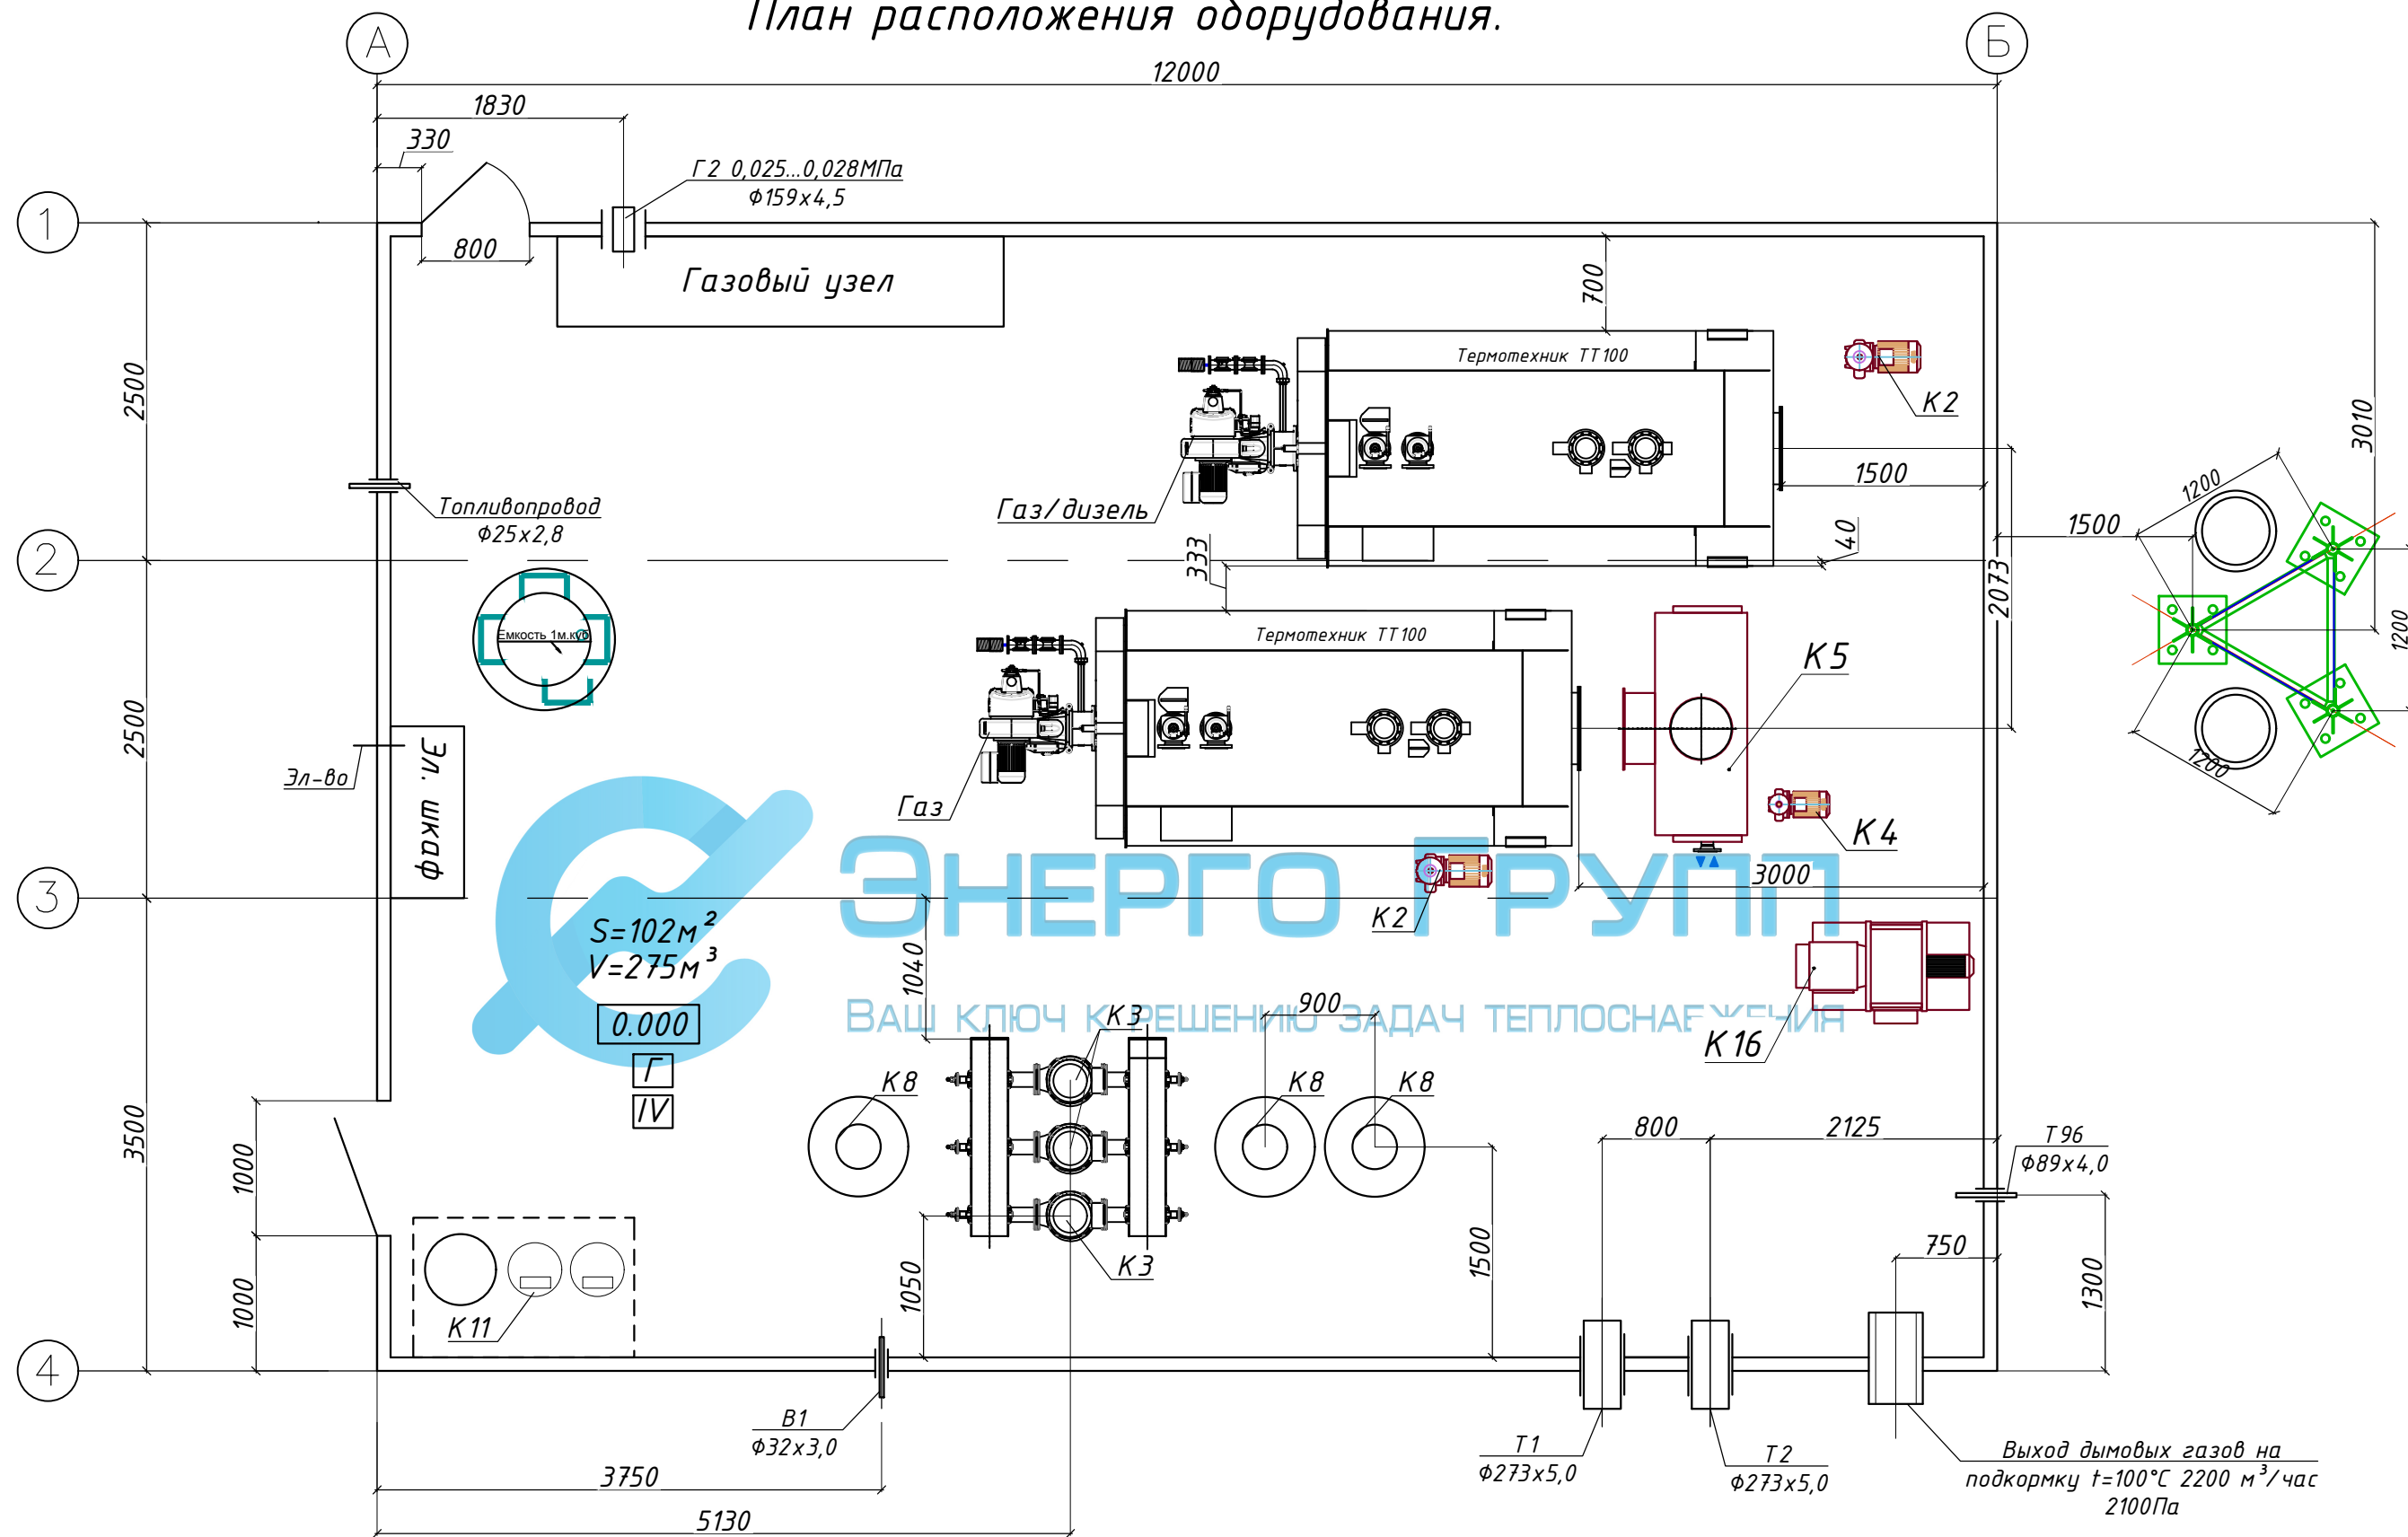 План расположения оборудования.
А
Б
12000
1830
330
Г2 0,025...0,028МПа
Ф159х4,5
1
800
Газовый узел
700
2500
Термотехник ТТ100
К2
3010
1200
1500
Топливопровод
Ф25х2,8
Газ/дизель
1500
40
2
333
2073
1200
Емкость 1м.куб
Термотехник ТТ100
К5
2500
Эл. шкаф
Эл-во
1200
Газ
К4
3000
ЭНЕРГО ГРУПП
3
S=102м²
V=275м³
К2
1040
ВАШ КЛЮЧ К РЕШЕНИЮ ЗАДАЧ ТЕПЛОСНАБЖЕНИЯ
900
0.000
К3
К16
Г
К8
К8
К8
IV
3500
1000
800
2125
Т96
Ф89х4,0
1500
750
1050
К3
1000
1300
К11
4
В1
Ф32х3,0
Т1
Ф273х5,0
Т2
Ф273х5,0
Выход дымовых газов на
подкормку t=100°С 2200 м³/час
2100Па
3750
5130